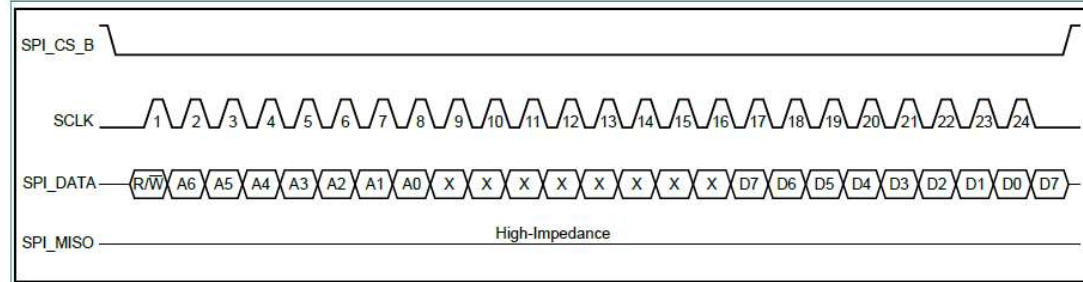 SPI_CS_B
SCLK 1 2 3 4 5 6 7 8 9 10 11 12 13 14 15 16 17 18 19 20 21 22 23 24
SPI_DATA R/W̅ A6 A5 A4 A3 A2 A1 A0 X X X X X X X X D7 D6 D5 D4 D3 D2 D1 D0 D7
High-Impedance
SPI_MISO